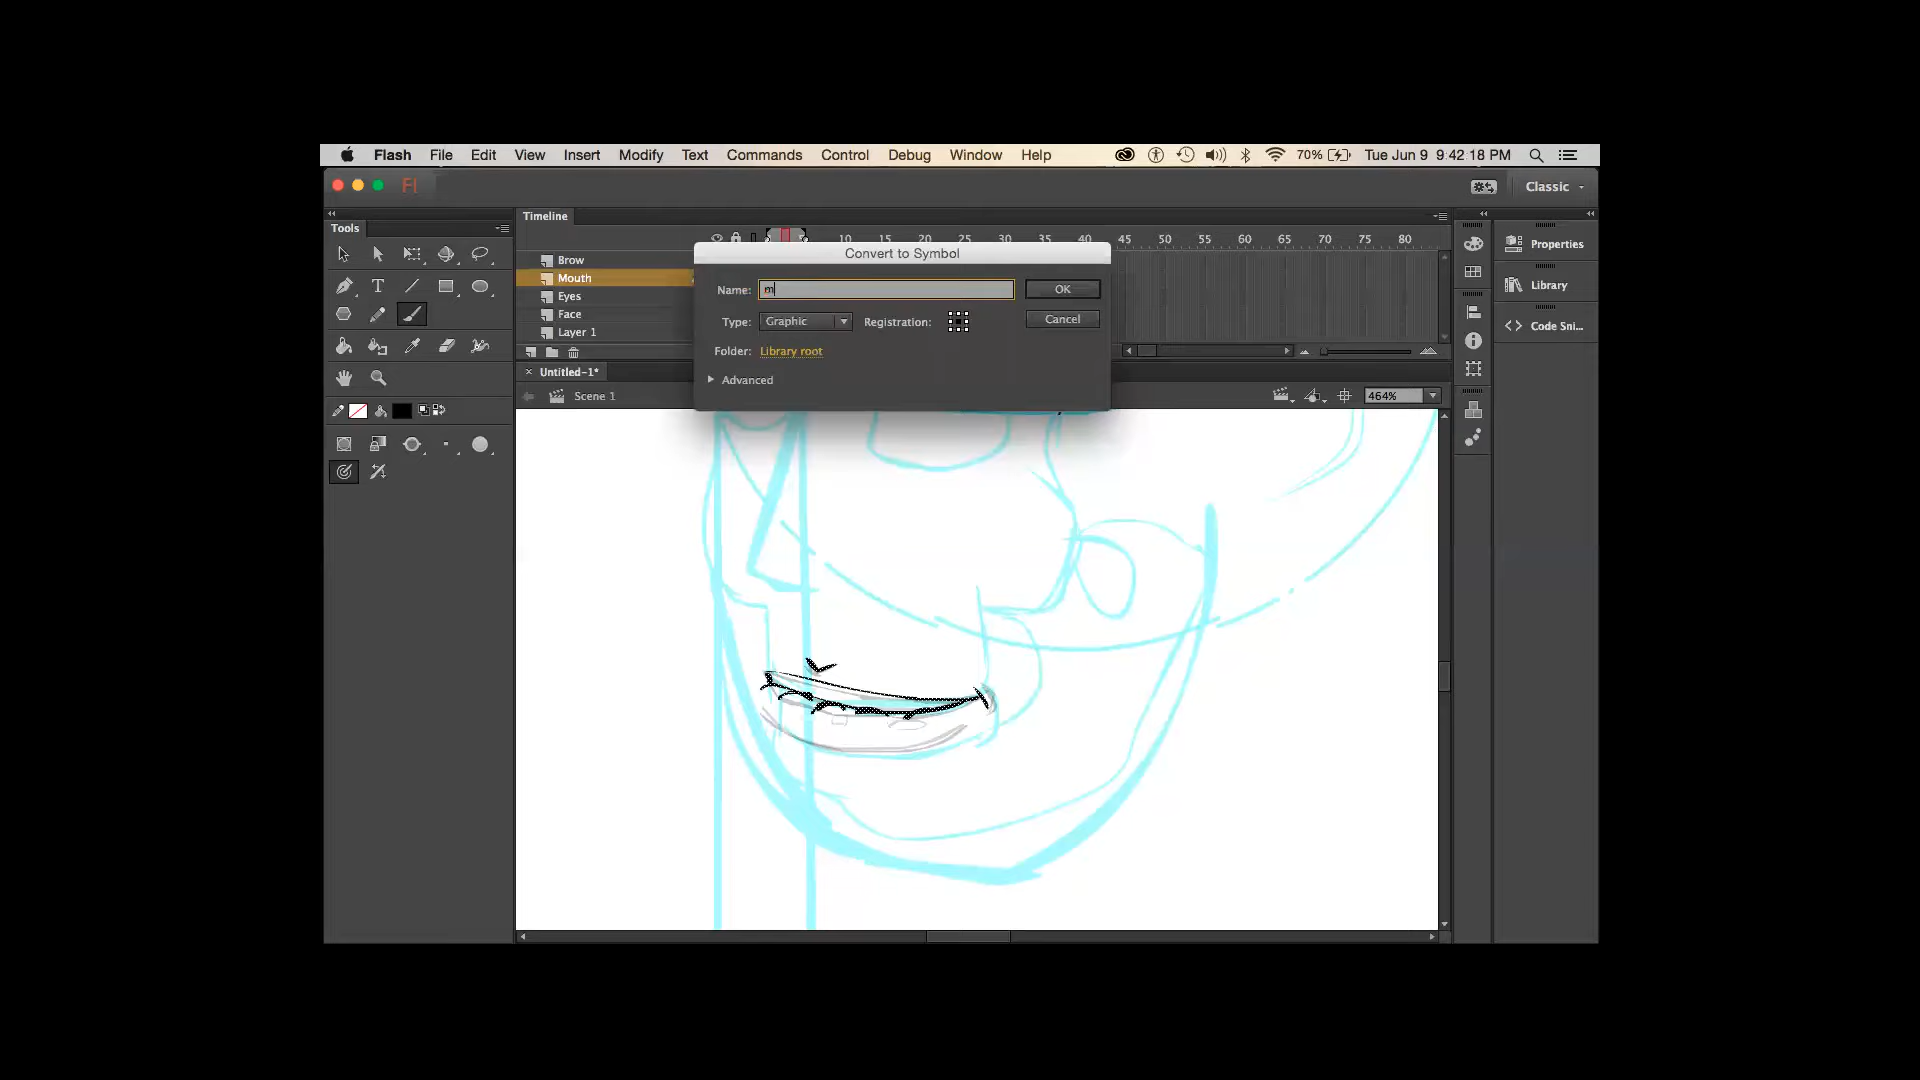 Flash File Edit View Insert Modify Text Commands Control Debug Window Help 70% Tue Jun 9 9:42:18 PM
Fl Classic
Tools
Timeline
10 15 20 25 30 35 40 45 50 55 60 65 70 75 80
Brow
Mouth
Eyes
Face
Layer 1
Convert to Symbol
Name: m OK
Type: Graphic Registration: Cancel
Folder: Library root
Advanced
Untitled-1*
Scene 1
464%
Properties
Library
Code Sni...